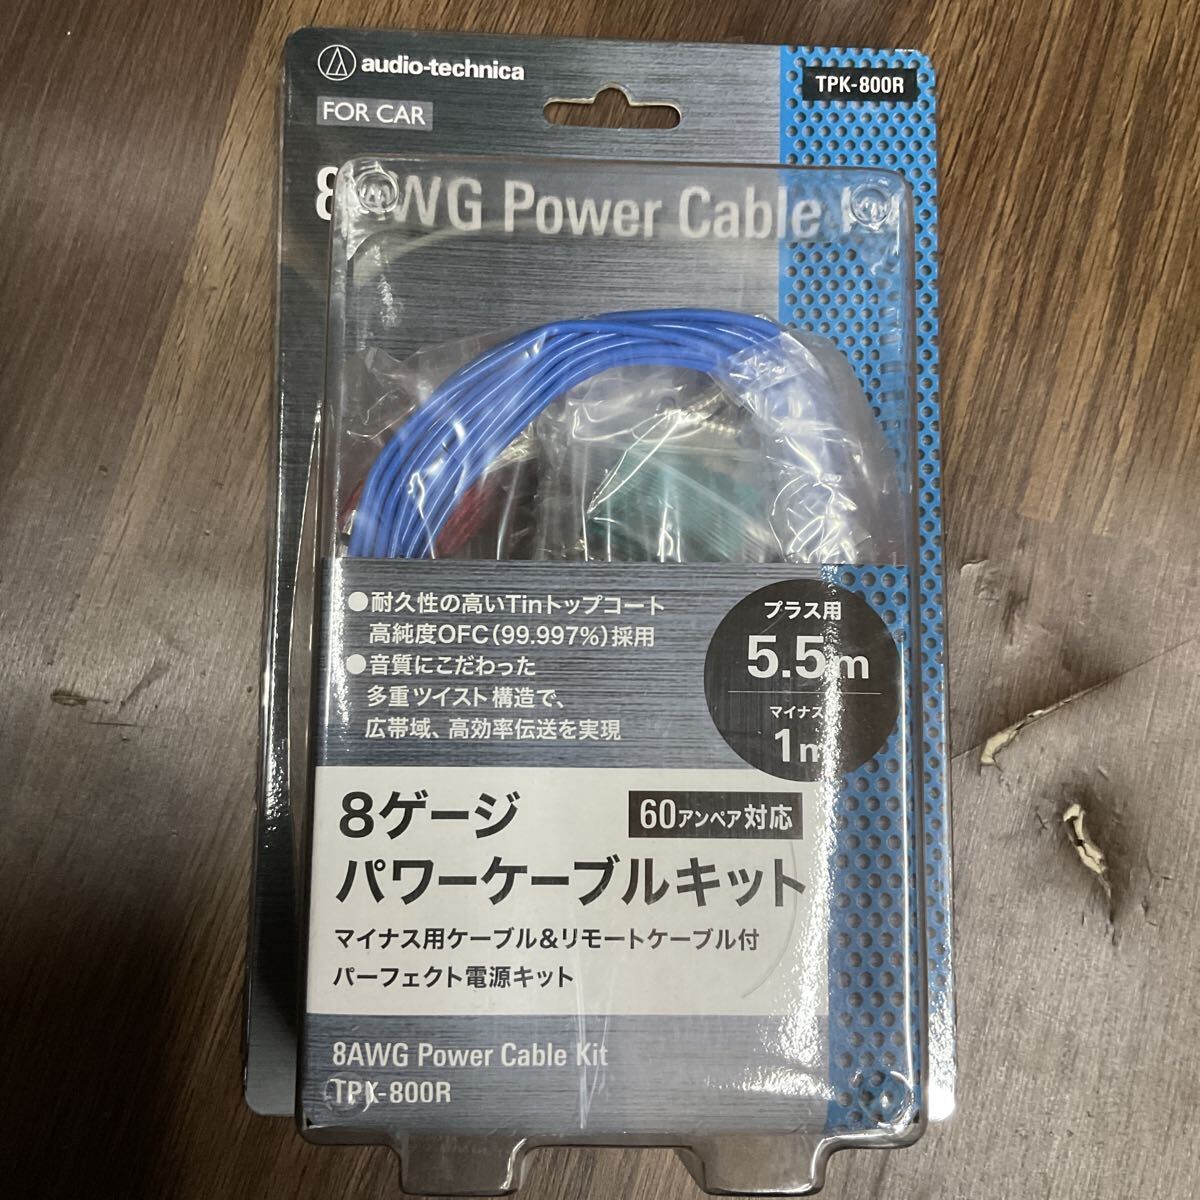 audio-technica
TPK-800R
FOR CAR
8AWG Power Cable
●耐久性の高いTinトップコート
高純度OFC(99.997%)採用
●音質にこだわった
多重ツイスト構造で、
広帯域、高効率伝送を実現
プラス用
5.5m
マイナス
1m
8ゲージ
60アンペア対応
パワーケーブルキット
マイナス用ケーブル&リモートケーブル付
パーフェクト電源キット
8AWG Power Cable Kit
TPK-800R